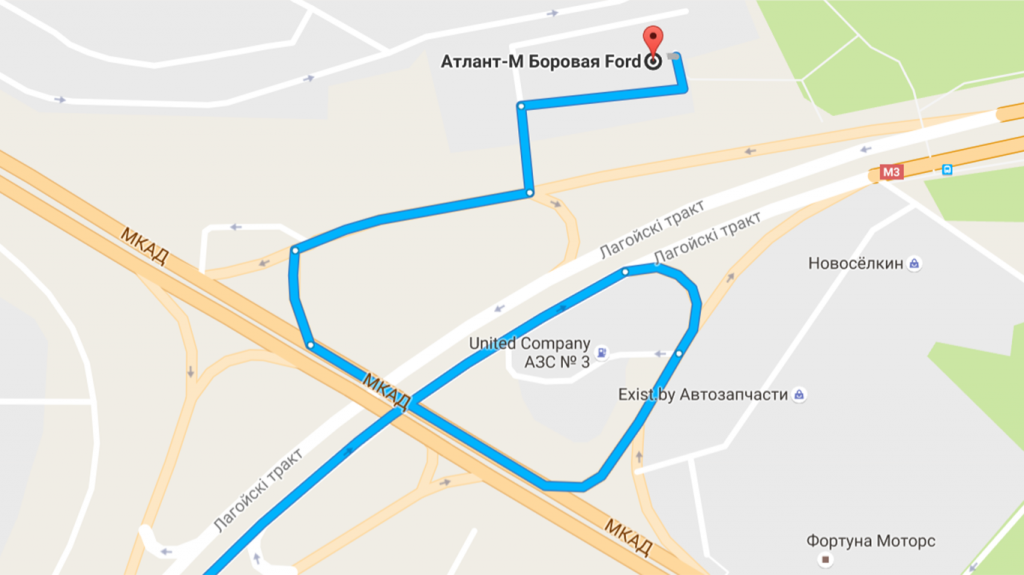 Атлант-М Боровая Ford
М3
МКАД
Лагойскі тракт
Лагойскі тракт
Новосёлкин
United Company
АЗС № 3
МКАД
Exist.by Автозапчасти
Лагойскі тракт
МКАД
Фортуна Моторс